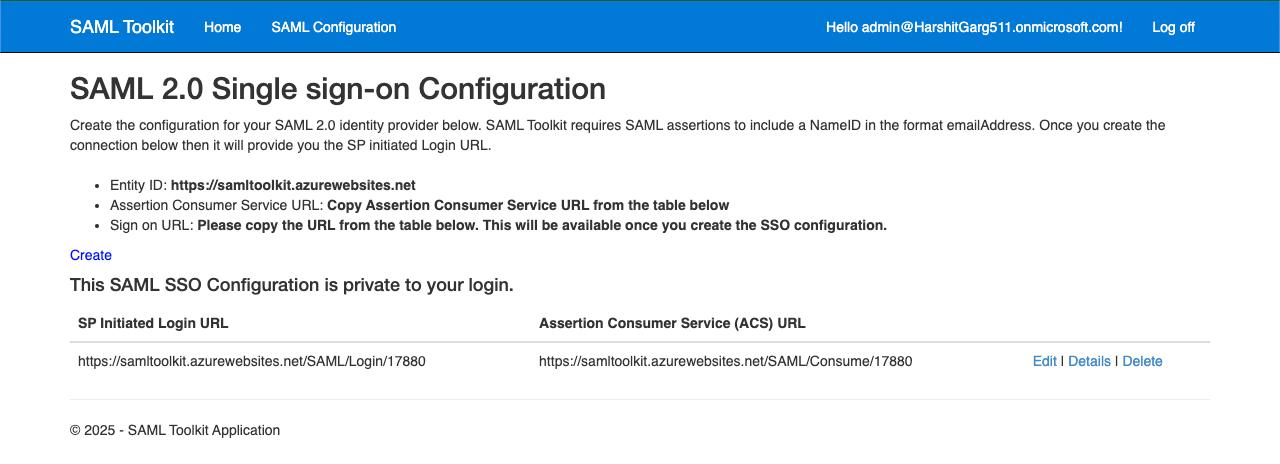 SAML Toolkit Home SAML Configuration Hello admin@HarshitGarg511.onmicrosoft.com! Log off
SAML 2.0 Single sign-on Configuration
Create the configuration for your SAML 2.0 identity provider below. SAML Toolkit requires SAML assertions to include a NameID in the format emailAddress. Once you create the
connection below then it will provide you the SP initiated Login URL.
• Entity ID: https://samltoolkit.azurewebsites.net
• Assertion Consumer Service URL: Copy Assertion Consumer Service URL from the table below
• Sign on URL: Please copy the URL from the table below. This will be available once you create the SSO configuration.
Create
This SAML SSO Configuration is private to your login.
SP Initiated Login URL Assertion Consumer Service (ACS) URL
https://samltoolkit.azurewebsites.net/SAML/Login/17880 https://samltoolkit.azurewebsites.net/SAML/Consume/17880 Edit | Details | Delete
© 2025 - SAML Toolkit Application